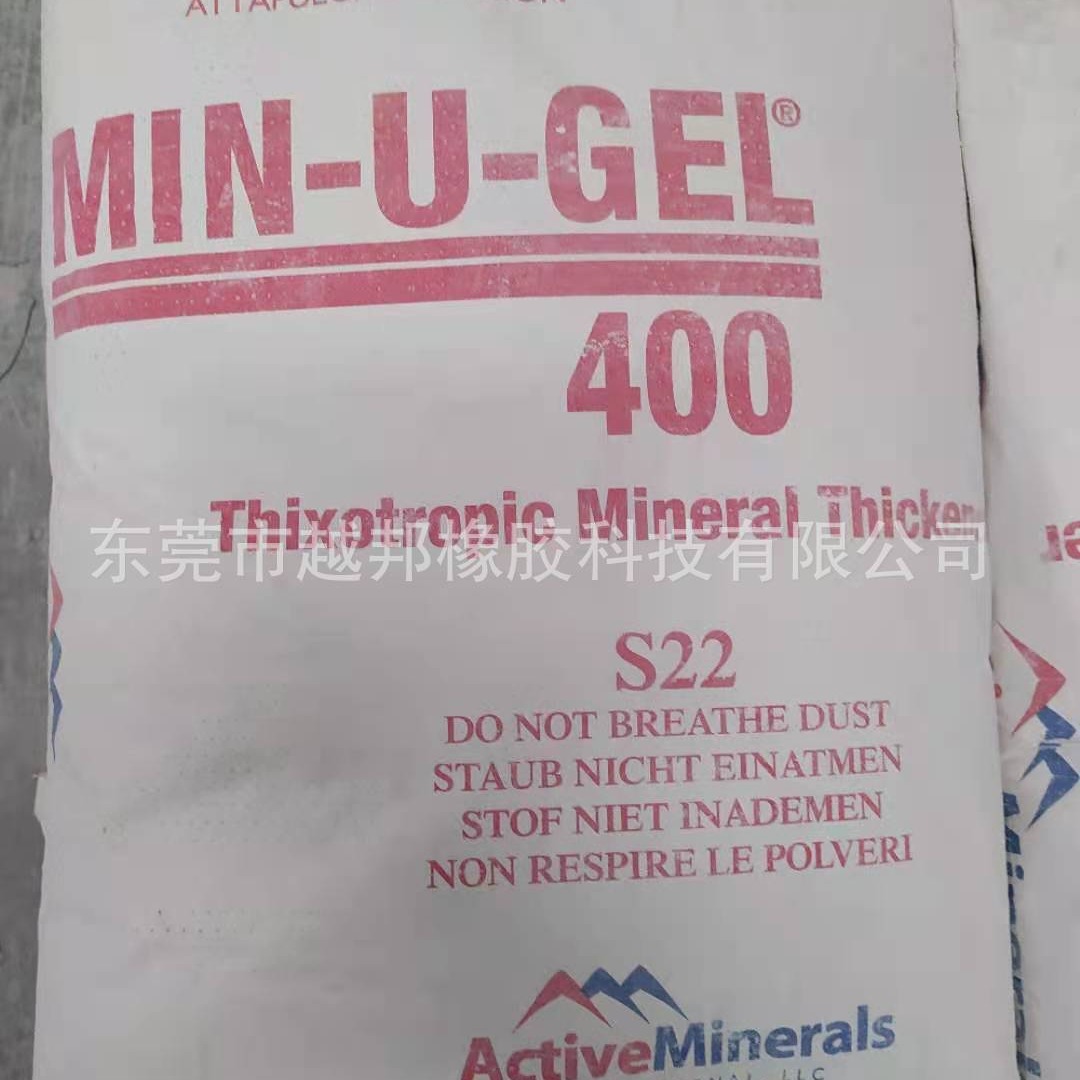 MIN-U-GEL®
400
Thixotropic Mineral Thicken
东莞市越邦橡胶科技有限公司
S22
DO NOT BREATHE DUST
STAUB NICHT EINATMEN
STOF NIET INADEMEN
NON RESPIRE LE POLVERI
ActiveMinerals
LLC